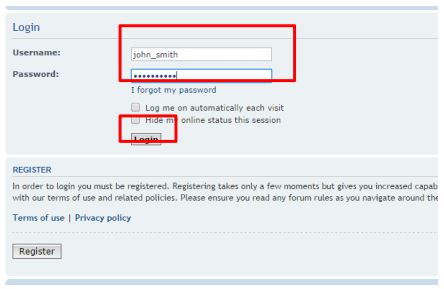 Login
Username:
john_smith
Password:
••••••••••
I forgot my password
Log me on automatically each visit
Hide my online status this session
Login
REGISTER
In order to login you must be registered. Registering takes only a few moments but gives you increased capab
with our terms of use and related policies. Please ensure you read any forum rules as you navigate around the
Terms of use | Privacy policy
Register